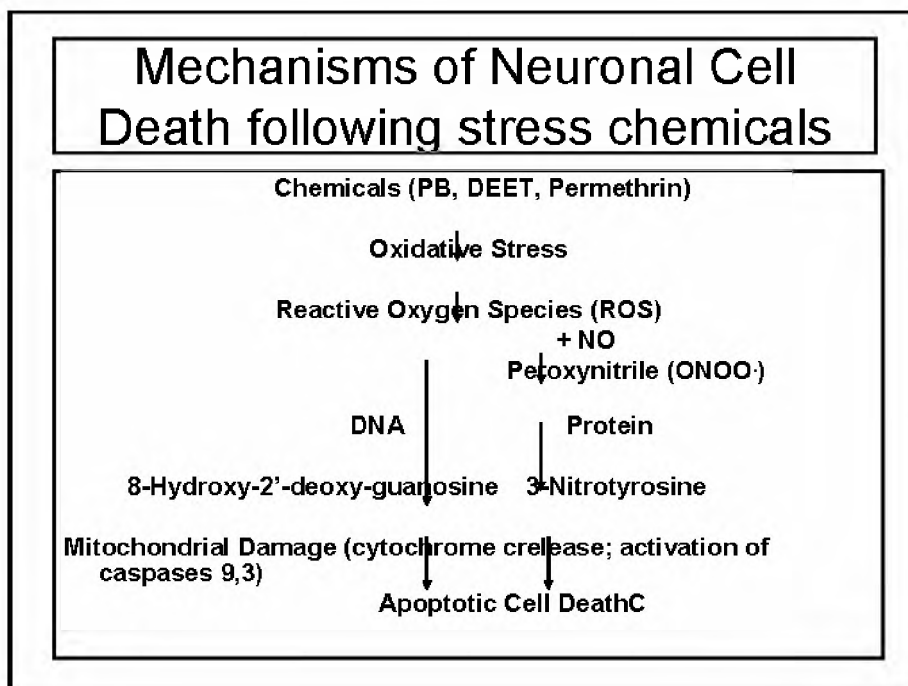 Mechanisms of Neuronal Cell
Death following stress chemicals
Chemicals (PB, DEET, Permethrin)
Oxidative Stress
Reactive Oxygen Species (ROS)
+ NO
Peroxynitrile (ONOO·)
DNA Protein
8-Hydroxy-2’-deoxy-guanosine 3-Nitrotyrosine
Mitochondrial Damage (cytochrome crelease; activation of
caspases 9,3)
Apoptotic Cell DeathC